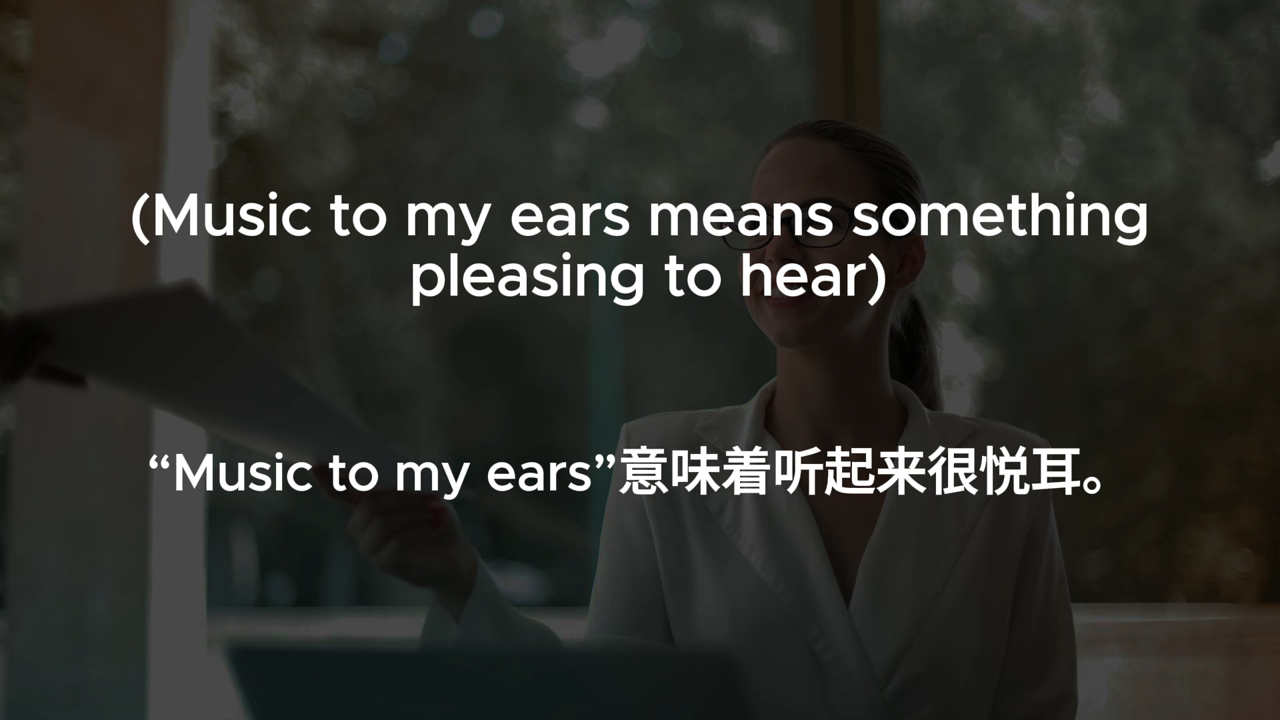 (Music to my ears means something
pleasing to hear)
“Music to my ears”意味着听起来很悦耳。